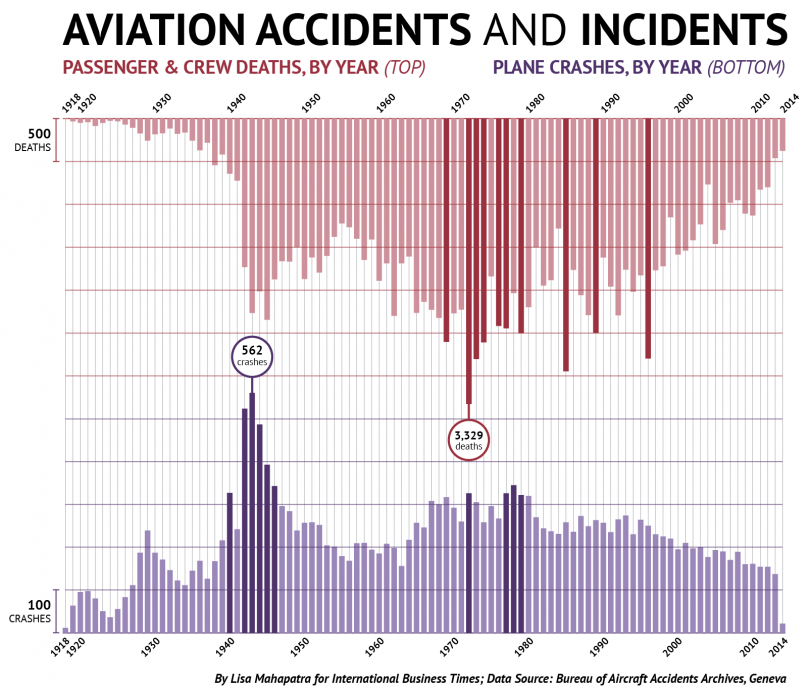 AVIATION ACCIDENTS AND INCIDENTS
PASSENGER & CREW DEATHS, BY YEAR (TOP)
PLANE CRASHES, BY YEAR (BOTTOM)
1918 1920 1930 1940 1950 1960 1970 1980 1990 2000 2010 2014
500
DEATHS
562
crashes
3,329
deaths
100
CRASHES
1918 1920 1930 1940 1950 1960 1970 1980 1990 2000 2010 2014
By Lisa Mahapatra for International Business Times; Data Source: Bureau of Aircraft Accidents Archives, Geneva